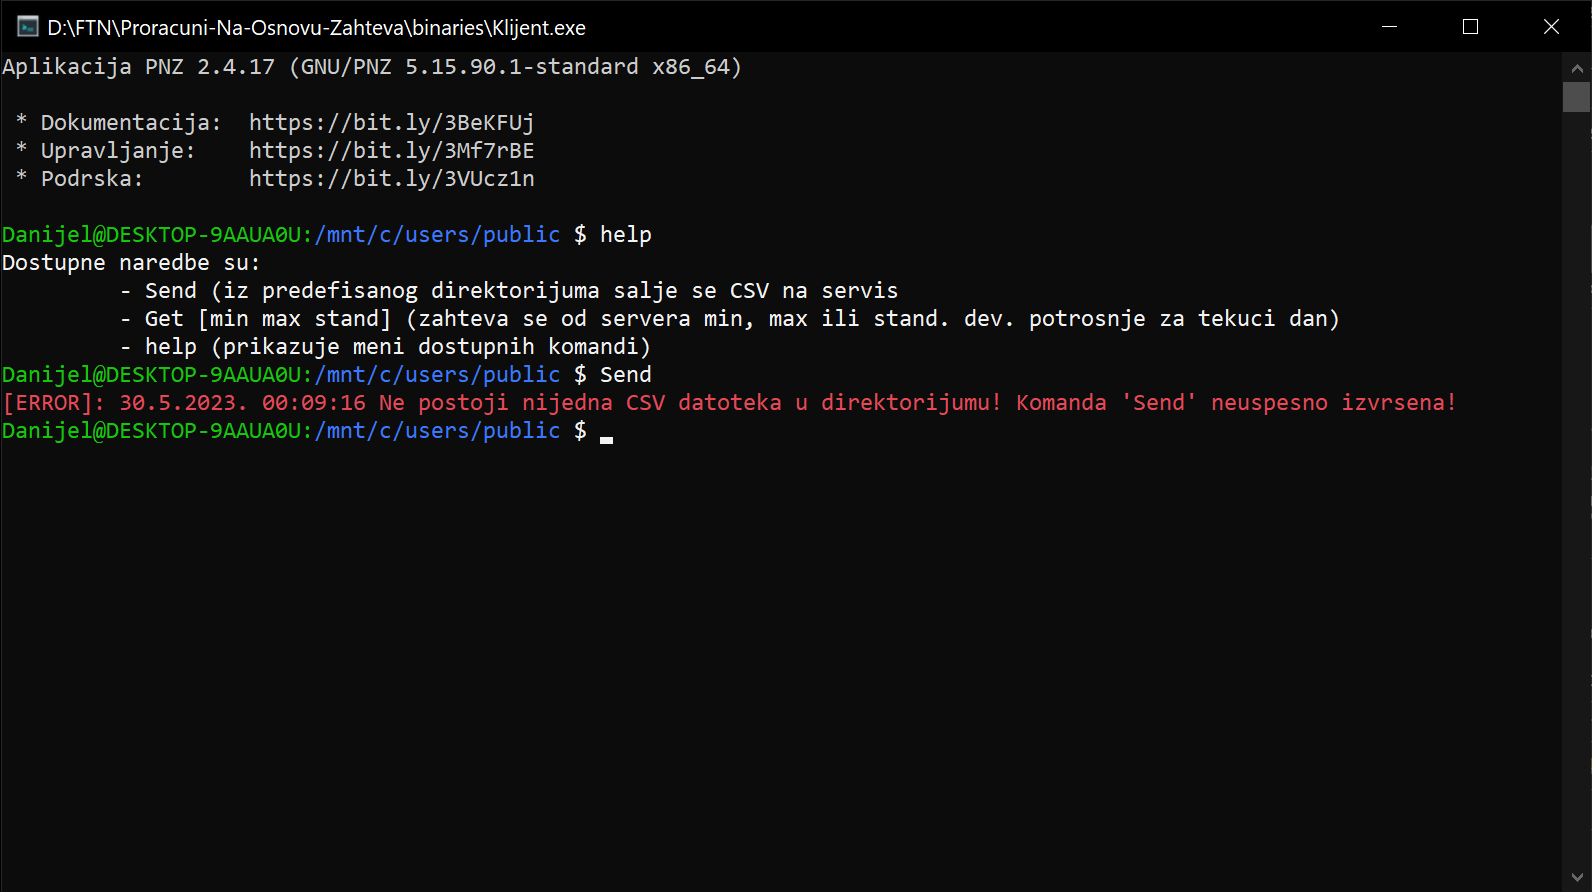 D:\FTN\Proracuni-Na-Osnovu-Zahteva\binaries\Klijent.exe
Aplikacija PNZ 2.4.17 (GNU/PNZ 5.15.90.1-standard x86_64)
* Dokumentacija:  https://bit.ly/3BeKFUj
* Upravljanje:    https://bit.ly/3Mf7rBE
* Podrska:        https://bit.ly/3VUcz1n
Danijel@DESKTOP-9AAUA0U:/mnt/c/users/public $ help
Dostupne naredbe su:
- Send (iz predefisanog direktorijuma salje se CSV na servis
- Get [min max stand] (zahteva se od servera min, max ili stand. dev. potrosnje za tekuci dan)
- help (prikazuje meni dostupnih komandi)
Danijel@DESKTOP-9AAUA0U:/mnt/c/users/public $ Send
[ERROR]: 30.5.2023. 00:09:16 Ne postoji nijedna CSV datoteka u direktorijumu! Komanda 'Send' neuspesno izvrsena!
Danijel@DESKTOP-9AAUA0U:/mnt/c/users/public $